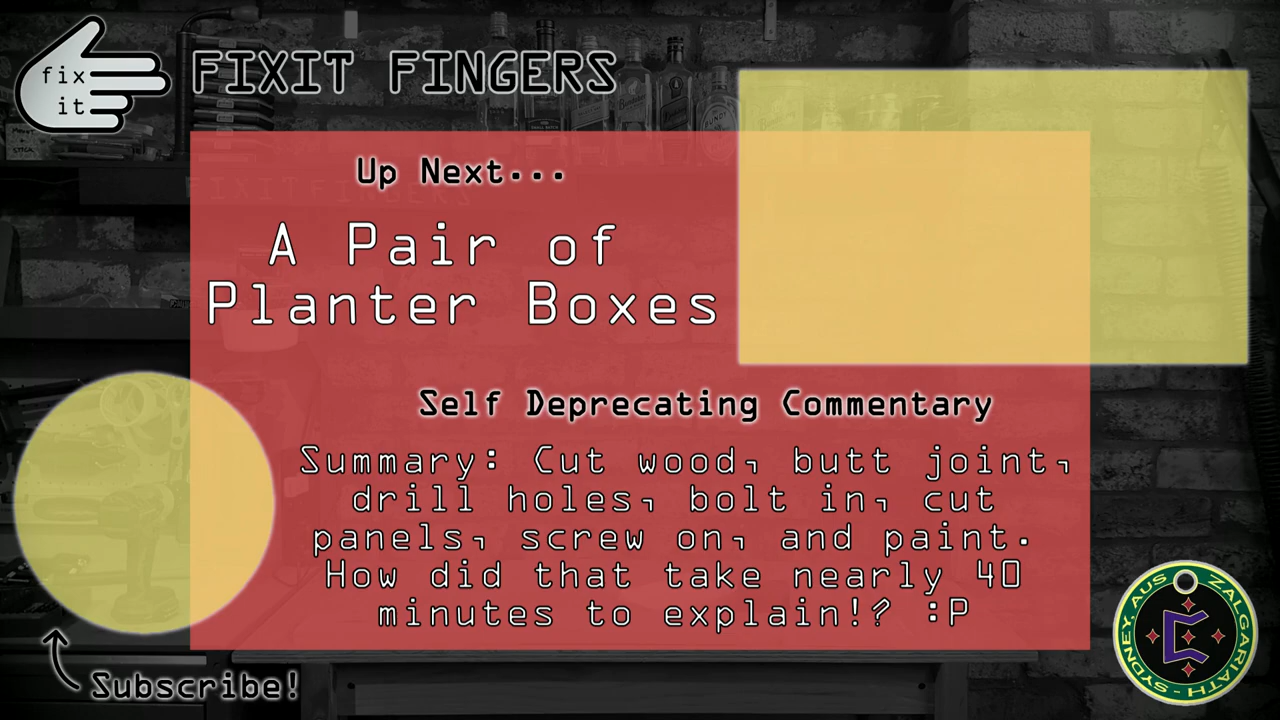 fix
it
FIXIT FINGERS
Up Next...
A Pair of
Planter Boxes
Self Deprecating Commentary
Summary: Cut wood, butt joint,
drill holes, bolt in, cut
panels, screw on, and paint.
How did that take nearly 40
minutes to explain!? :P
Subscribe!
SYDNEY, AUS
ZALGARIATH -
FIXITFINGERS
BUNDY